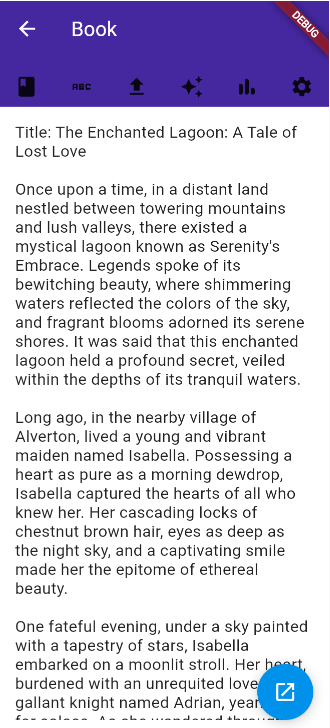 DEBUG
Book
ABC
Title: The Enchanted Lagoon: A Tale of
Lost Love
Once upon a time, in a distant land
nestled between towering mountains
and lush valleys, there existed a
mystical lagoon known as Serenity's
Embrace. Legends spoke of its
bewitching beauty, where shimmering
waters reflected the colors of the sky,
and fragrant blooms adorned its serene
shores. It was said that this enchanted
lagoon held a profound secret, veiled
within the depths of its tranquil waters.
Long ago, in the nearby village of
Alverton, lived a young and vibrant
maiden named Isabella. Possessing a
heart as pure as a morning dewdrop,
Isabella captured the hearts of all who
knew her. Her cascading locks of
chestnut brown hair, eyes as deep as
the night sky, and a captivating smile
made her the epitome of ethereal
beauty.
One fateful evening, under a sky painted
with a tapestry of stars, Isabella
embarked on a moonlit stroll. Her heart,
burdened with an unrequited love
gallant knight named Adrian,
for solace. As she wandered through